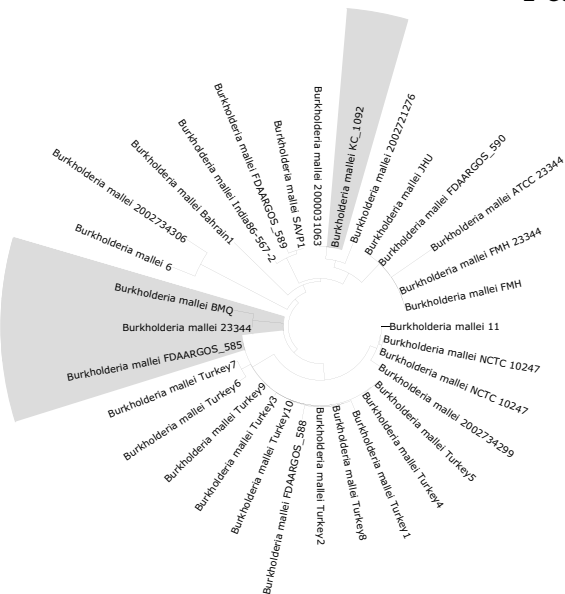 Burkholderia mallei KC_1092
Burkholderia mallei 2002721276
Burkholderia mallei JHU
Burkholderia mallei FDAARGOS_590
Burkholderia mallei ATCC 23344
Burkholderia mallei FMH 23344
Burkholderia mallei FMH
Burkholderia mallei 11
Burkholderia mallei NCTC 10247
Burkholderia mallei NCTC 10247
Burkholderia mallei 2002734299
Burkholderia mallei Turkey5
Burkholderia mallei Turkey4
Burkholderia mallei Turkey1
Burkholderia mallei Turkey8
Burkholderia mallei Turkey2
Burkholderia mallei FDAARGOS_588
Burkholderia mallei Turkey10
Burkholderia mallei Turkey3
Burkholderia mallei Turkey9
Burkholderia mallei Turkey6
Burkholderia mallei Turkey7
Burkholderia mallei FDAARGOS_585
Burkholderia mallei 23344
Burkholderia mallei BMQ
Burkholderia mallei 6
Burkholderia mallei 2002734306
Burkholderia mallei Bahrain1
Burkholderia mallei India86-567-2
Burkholderia mallei FDAARGOS_589
Burkholderia mallei SAVP1
Burkholderia mallei 2000031063